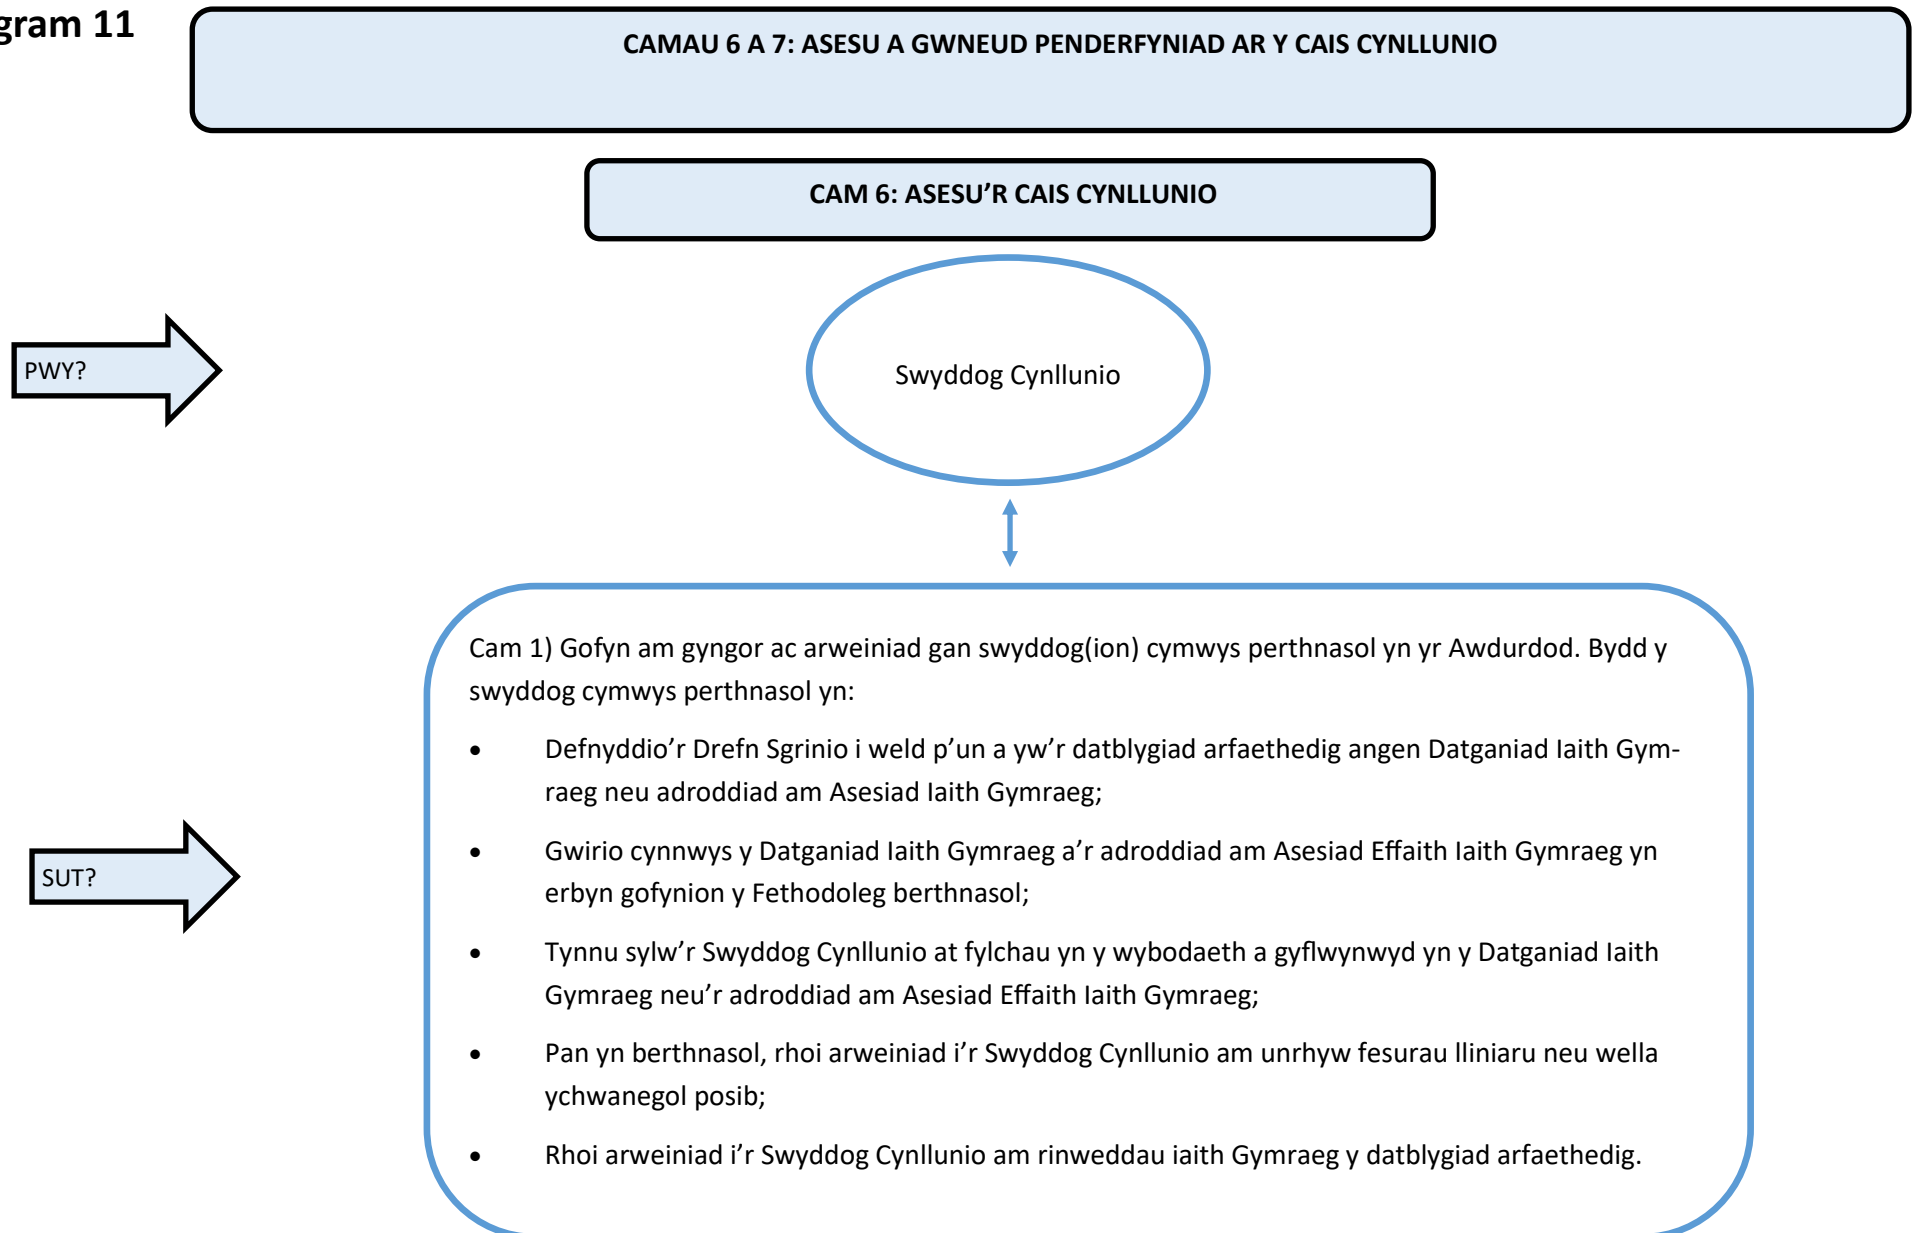 gram 11
CAMAU 6 A 7: ASESU A GWNEUD PENDERFYNIAD AR Y CAIS CYNLLUNIO
CAM 6: ASESU’R CAIS CYNLLUNIO
PWY?
Swyddog Cynllunio
Cam 1) Gofyn am gyngor ac arweiniad gan swyddog(ion) cymwys perthnasol yn yr Awdurdod. Bydd y
swyddog cymwys perthnasol yn:
• Defnyddio’r Drefn Sgrinio i weld p’un a yw’r datblygiad arfaethedig angen Datganiad Iaith Gym-
raeg neu adroddiad am Asesiad Iaith Gymraeg;
• Gwirio cynnwys y Datganiad Iaith Gymraeg a’r adroddiad am Asesiad Effaith Iaith Gymraeg yn
erbyn gofynion y Fethodoleg berthnasol;
SUT?
• Tynnu sylw’r Swyddog Cynllunio at fylchau yn y wybodaeth a gyflwynwyd yn y Datganiad Iaith
Gymraeg neu’r adroddiad am Asesiad Effaith Iaith Gymraeg;
• Pan yn berthnasol, rhoi arweiniad i’r Swyddog Cynllunio am unrhyw fesurau lliniaru neu wella
ychwanegol posib;
• Rhoi arweiniad i’r Swyddog Cynllunio am rinweddau iaith Gymraeg y datblygiad arfaethedig.